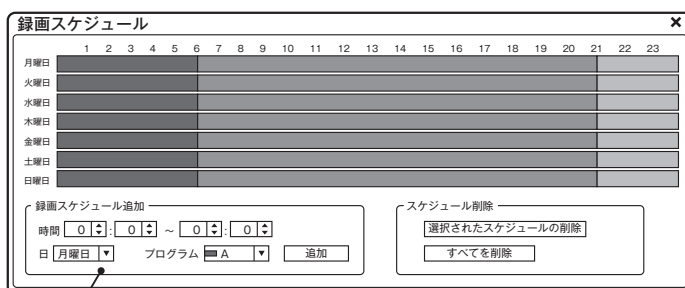 録画スケジュール ×
1 2 3 4 5 6 7 8 9 10 11 12 13 14 15 16 17 18 19 20 21 22 23
月曜日
火曜日
水曜日
木曜日
金曜日
土曜日
日曜日
録画スケジュール追加
時間 0 : 0 ～ 0 : 0
日 月曜日 ▼ プログラム A ▼ 追加
スケジュール削除
選択されたスケジュールの削除
すべてを削除